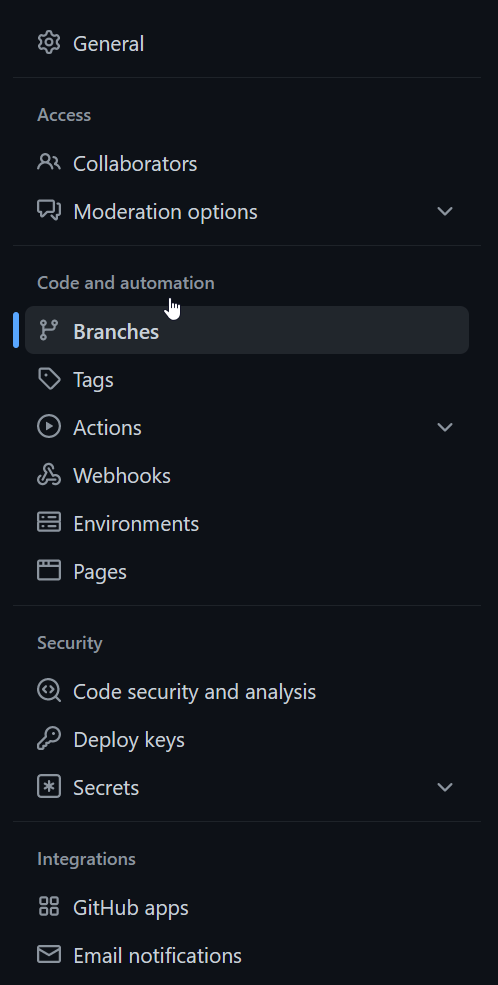 General
Access
Collaborators
Moderation options
Code and automation
Branches
Tags
Actions
Webhooks
Environments
Pages
Security
Code security and analysis
Deploy keys
Secrets
Integrations
GitHub apps
Email notifications